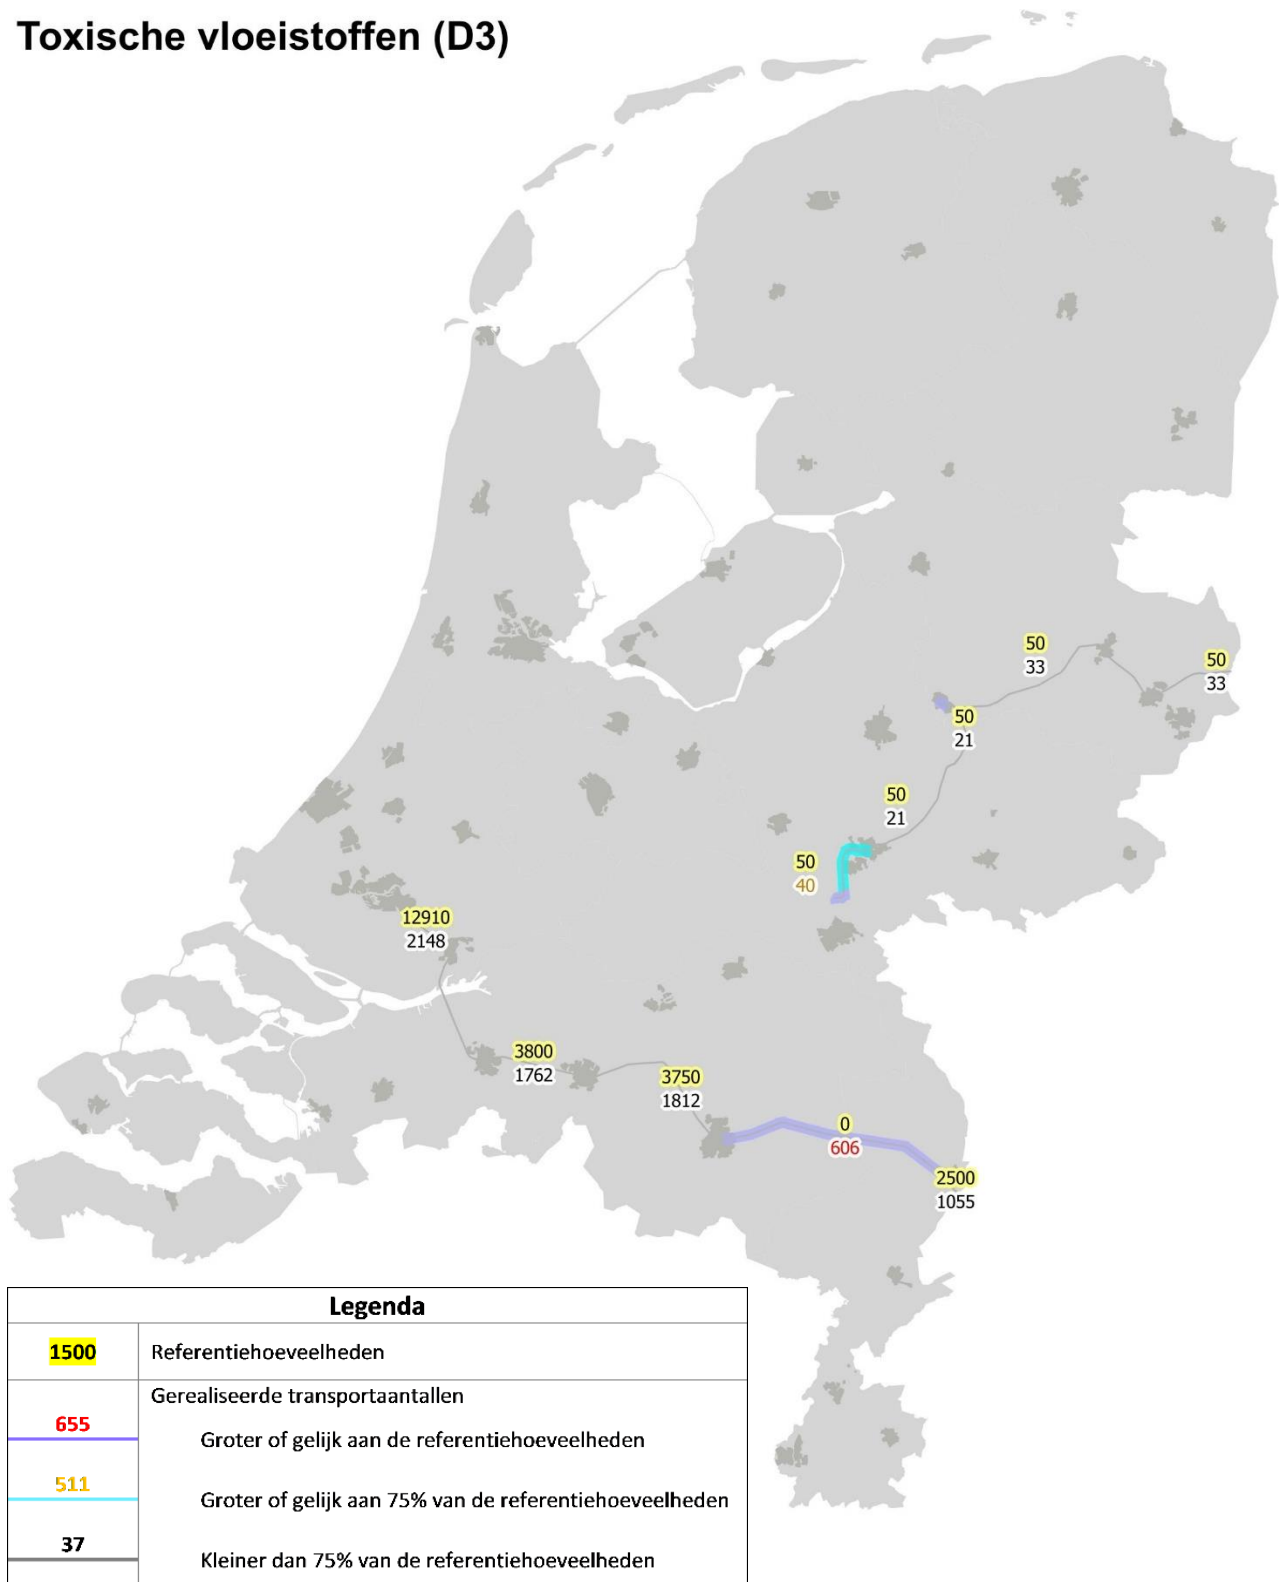 Toxische vloeistoffen (D3)
50
33
50
33
50
21
50
21
50
40
12910
2148
3800
1762
3750
1812
0
606
2500
1055
Legenda
1500 Referentiehoeveelheden
Gerealiseerde transportaantallen
655 Groter of gelijk aan de referentiehoeveelheden
511 Groter of gelijk aan 75% van de referentiehoeveelheden
37 Kleiner dan 75% van de referentiehoeveelheden